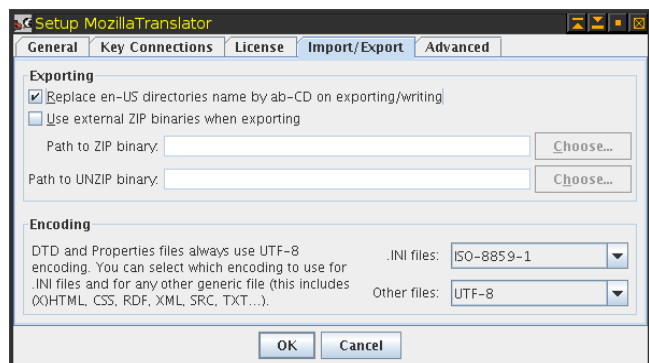 Setup MozillaTranslator
General Key Connections License Import/Export Advanced
Exporting
Replace en-US directories name by ab-CD on exporting/writing
Use external ZIP binaries when exporting
Path to ZIP binary: Choose...
Path to UNZIP binary: Choose...
Encoding
DTD and Properties files always use UTF-8
encoding. You can select which encoding to use for
.INI files and for any other generic file (this includes
(X)HTML, CSS, RDF, XML, SRC, TXT...).
.INI files: ISO-8859-1
Other files: UTF-8
OK Cancel